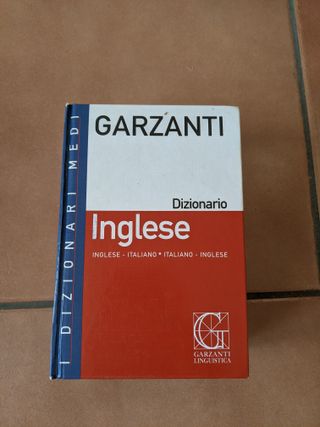 I DIZIONARI MEDI
GARZANTI
Dizionario
Inglese
INGLESE - ITALIANO • ITALIANO - INGLESE
GARZANTI
LINGUISTICA